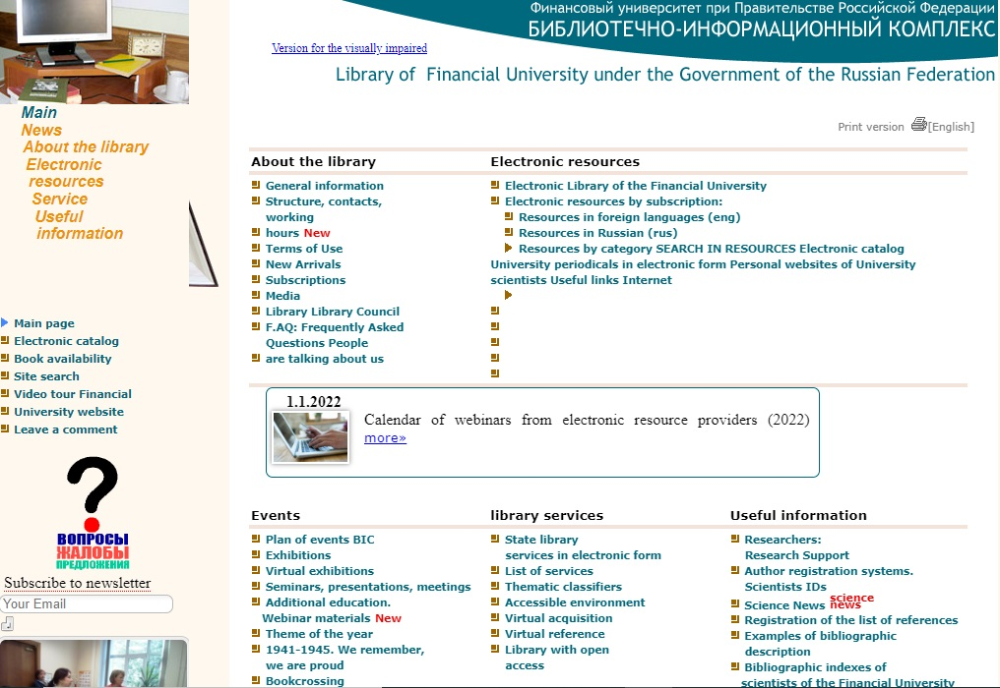 Финансовый университет при Правительстве Российской Федерации
БИБЛИОТЕЧНО-ИНФОРМАЦИОННЫЙ КОМПЛЕКС
Version for the visually impaired
Library of Financial University under the Government of the Russian Federation
Print version [English]
Main
News
About the library
Electronic
resources
Service
Useful
information
Main page
Electronic catalog
Book availability
Site search
Video tour Financial
University website
Leave a comment
ВОПРОСЫ
ЖАЛОБЫ
ПРЕДЛОЖЕНИЯ
Subscribe to newsletter
Your Email
About the library
General information
Structure, contacts,
working
hours New
Terms of Use
New Arrivals
Subscriptions
Media
Library Library Council
F.AQ: Frequently Asked
Questions People
are talking about us
Electronic resources
Electronic Library of the Financial University
Electronic resources by subscription:
Resources in foreign languages (eng)
Resources in Russian (rus)
Resources by category SEARCH IN RESOURCES Electronic catalog
University periodicals in electronic form Personal websites of University
scientists Useful links Internet
1.1.2022
Calendar of webinars from electronic resource providers (2022)
more»
Events
Plan of events BIC
Exhibitions
Virtual exhibitions
Seminars, presentations, meetings
Additional education.
Webinar materials New
Theme of the year
1941-1945. We remember,
we are proud
Bookcrossing
library services
State library
services in electronic form
List of services
Thematic classifiers
Accessible environment
Virtual acquisition
Virtual reference
Library with open
access
Useful information
Researchers:
Research Support
Author registration systems.
Scientists IDs
Science News science news
Registration of the list of references
Examples of bibliographic
description
Bibliographic indexes of
scientists of the Financial University